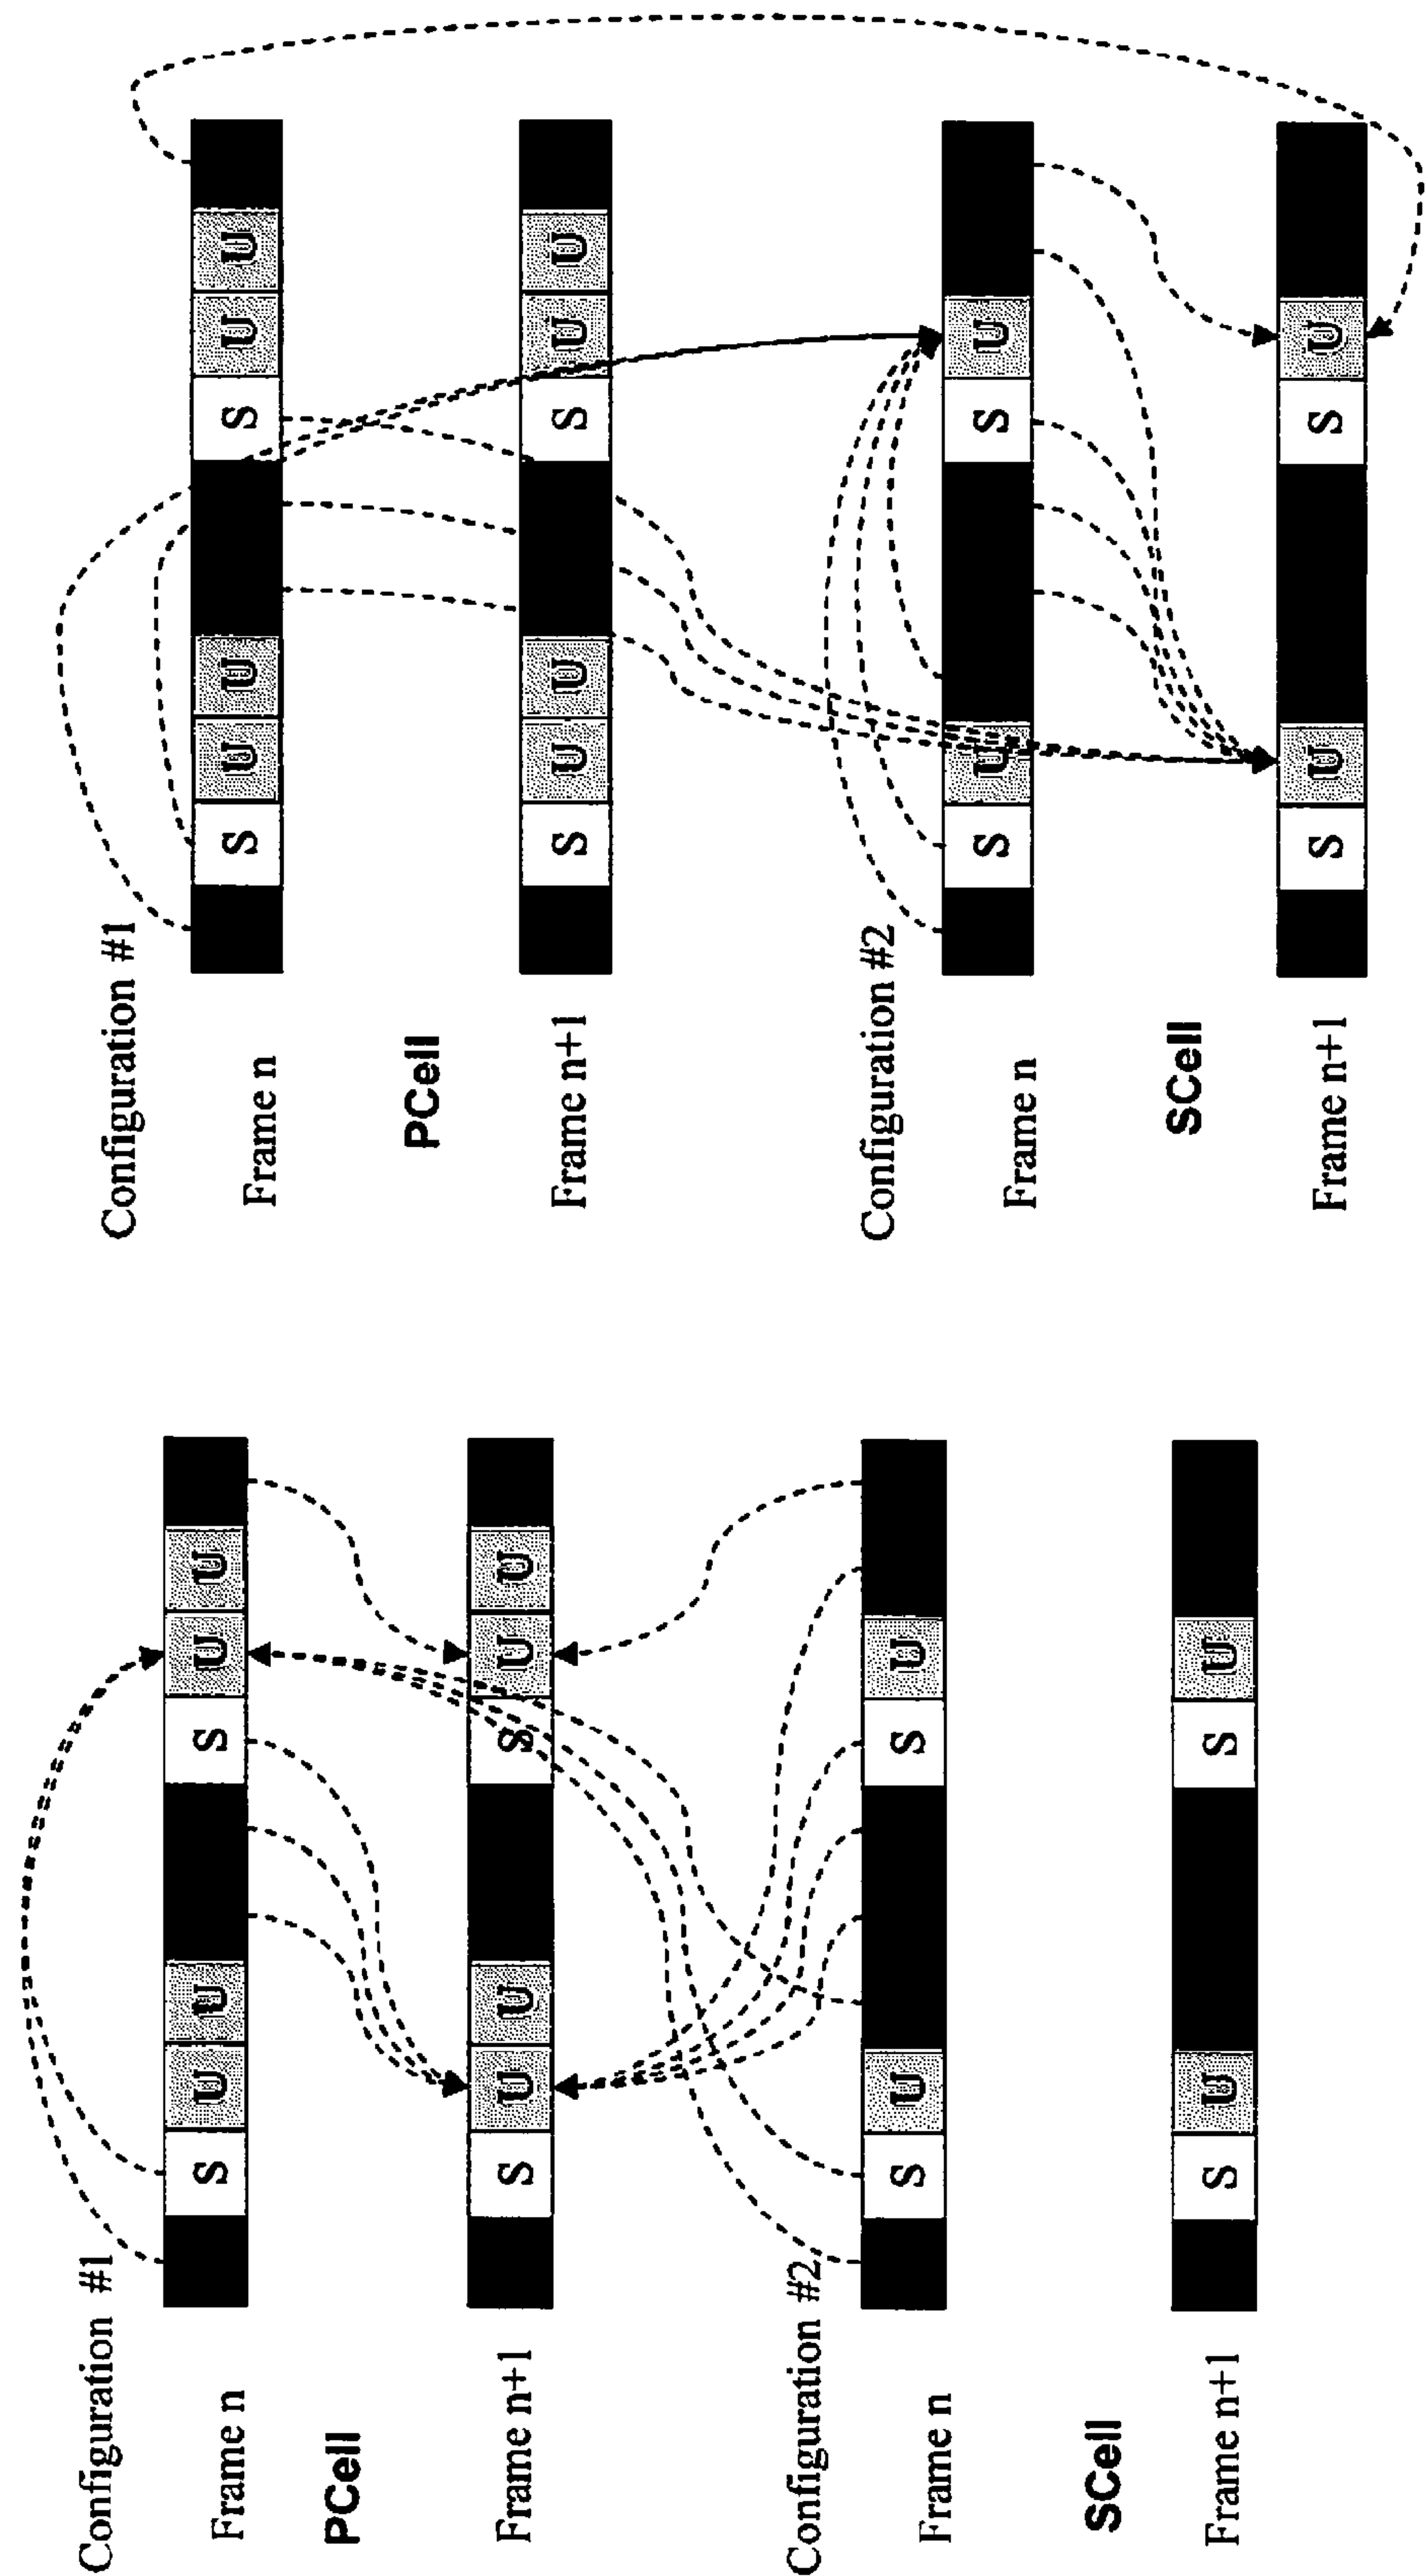 Configuration #1
Frame n S U U S U U
PCell
Frame n+1 S U U S U U
Configuration #2
Frame n S U S U
SCell
Frame n+1 S U S U
Configuration #1
Frame n S U U S U U
PCell
Frame n+1 S U U S U U
Configuration #2
Frame n S U S U
SCell
Frame n+1 S U S U